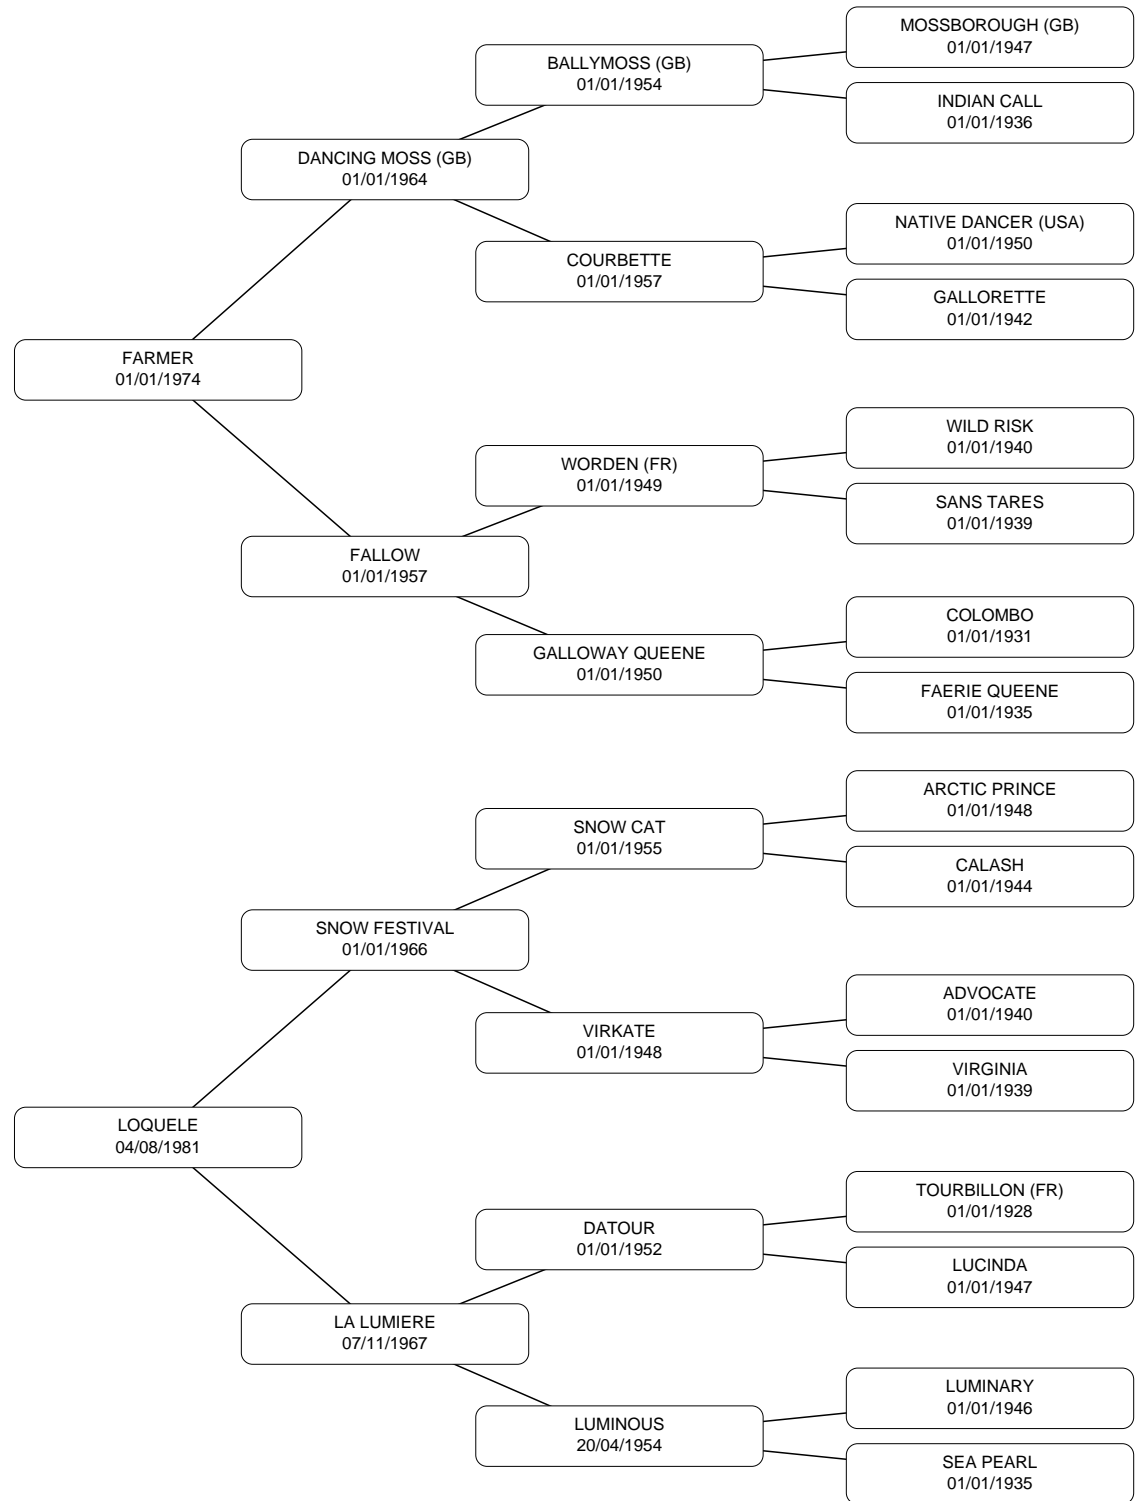 MOSSBOROUGH (GB)
01/01/1947
BALLYMOSS (GB)
01/01/1954
INDIAN CALL
01/01/1936
DANCING MOSS (GB)
01/01/1964
NATIVE DANCER (USA)
01/01/1950
COURBETTE
01/01/1957
GALLORETTE
01/01/1942
FARMER
01/01/1974
WILD RISK
01/01/1940
WORDEN (FR)
01/01/1949
SANS TARES
01/01/1939
FALLOW
01/01/1957
COLOMBO
01/01/1931
GALLOWAY QUEENE
01/01/1950
FAERIE QUEENE
01/01/1935
ARCTIC PRINCE
01/01/1948
SNOW CAT
01/01/1955
CALASH
01/01/1944
SNOW FESTIVAL
01/01/1966
ADVOCATE
01/01/1940
VIRKATE
01/01/1948
VIRGINIA
01/01/1939
LOQUELE
04/08/1981
TOURBILLON (FR)
01/01/1928
DATOUR
01/01/1952
LUCINDA
01/01/1947
LA LUMIERE
07/11/1967
LUMINARY
01/01/1946
LUMINOUS
20/04/1954
SEA PEARL
01/01/1935